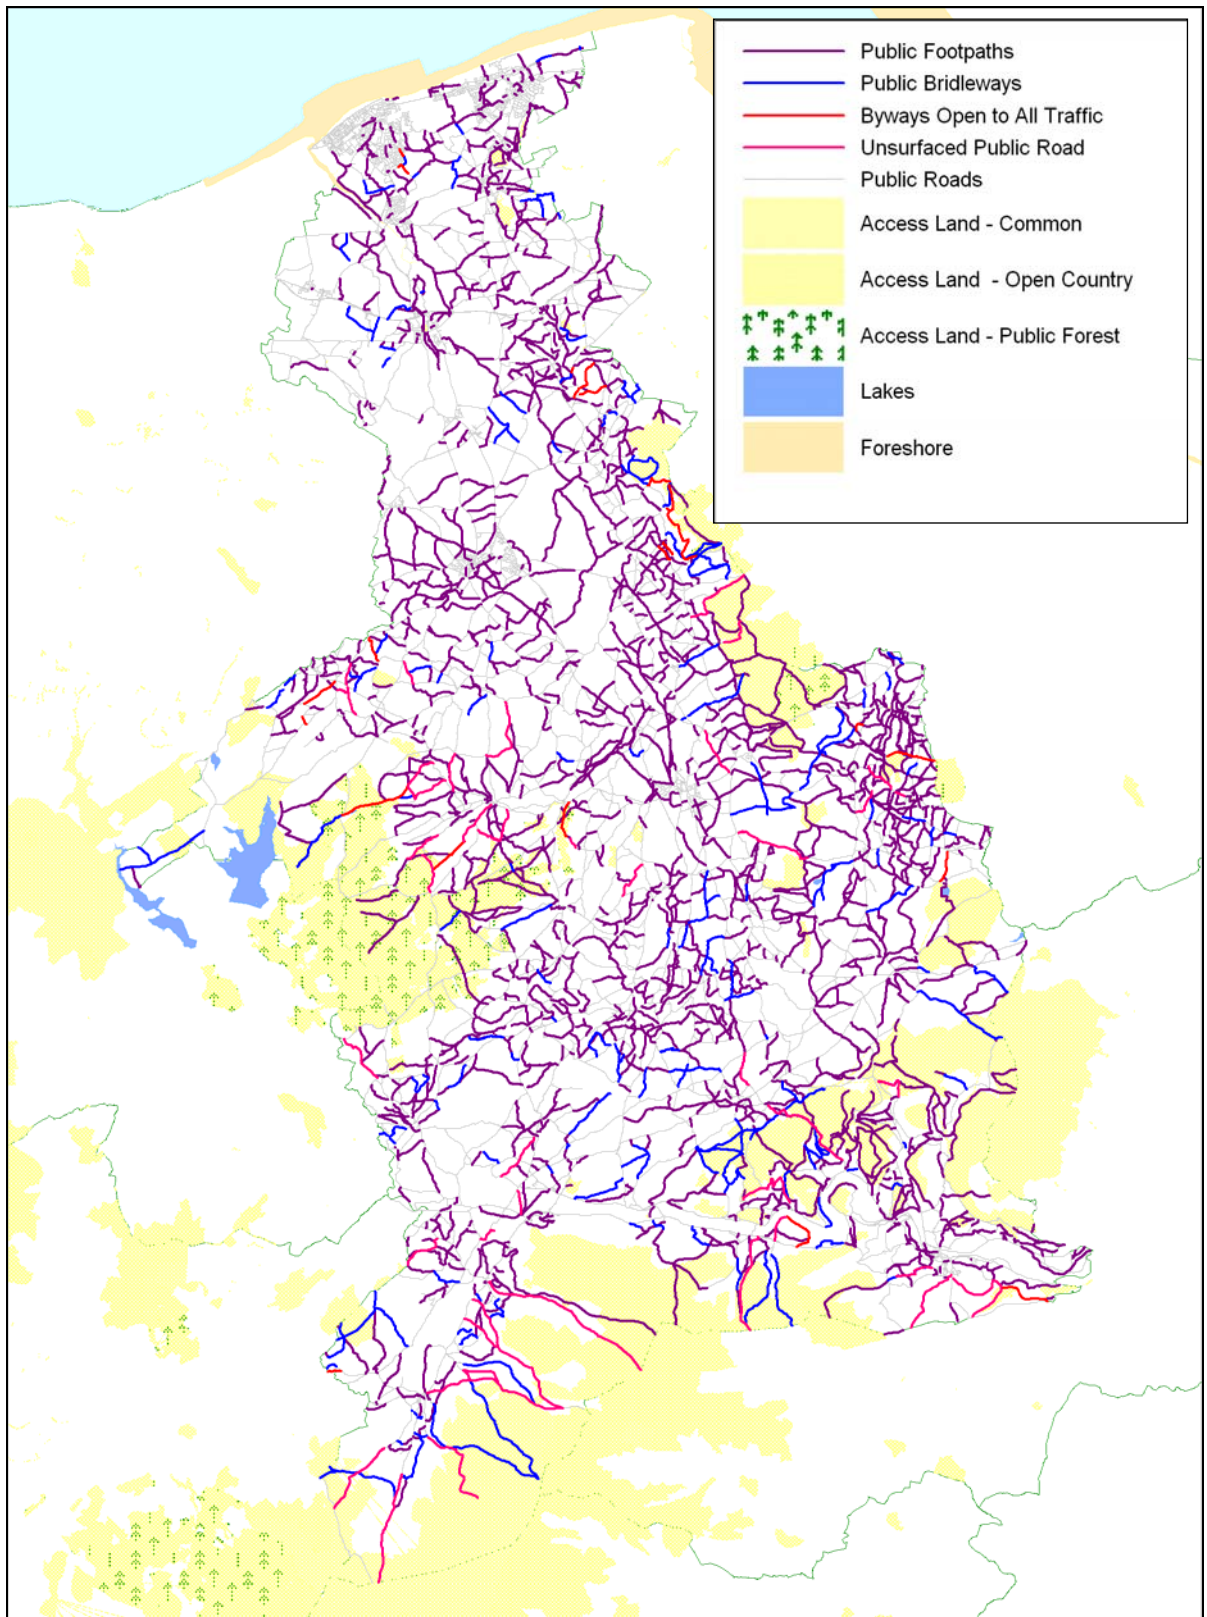 Public Footpaths
Public Bridleways
Byways Open to All Traffic
Unsurfaced Public Road
Public Roads
Access Land - Common
Access Land - Open Country
Access Land - Public Forest
Lakes
Foreshore